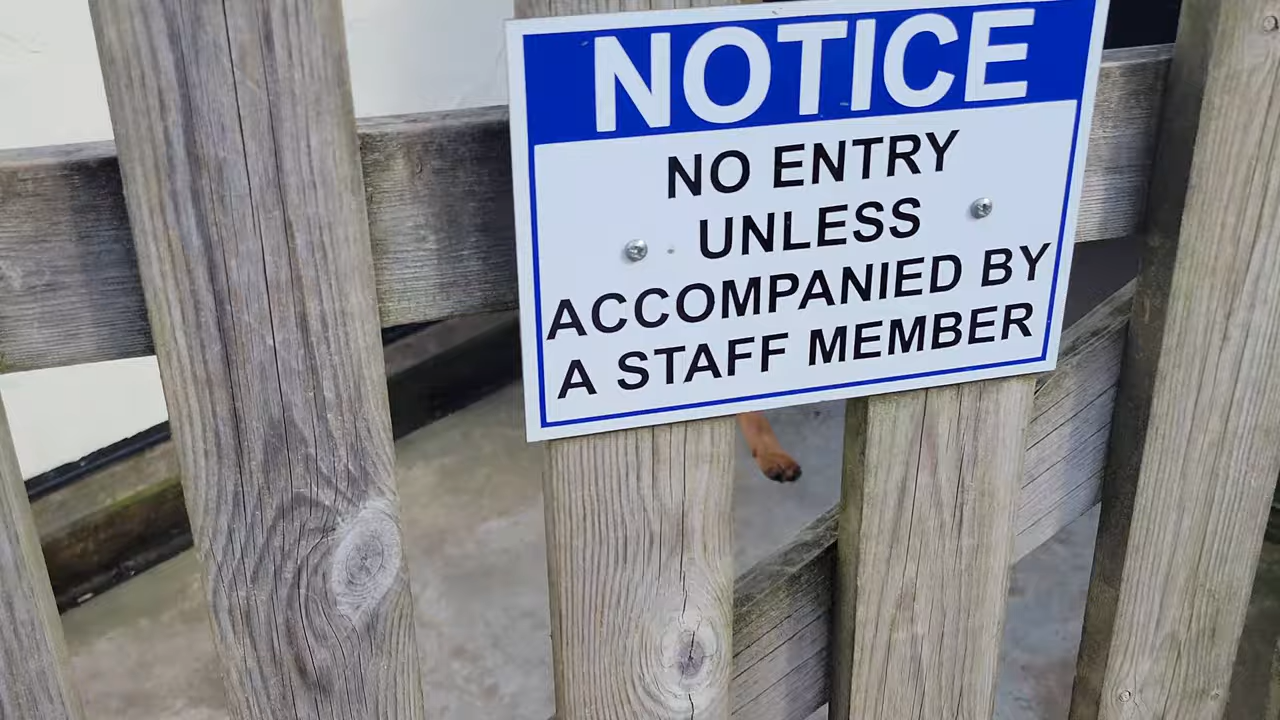 NOTICE
NO ENTRY
UNLESS
ACCOMPANIED BY
A STAFF MEMBER